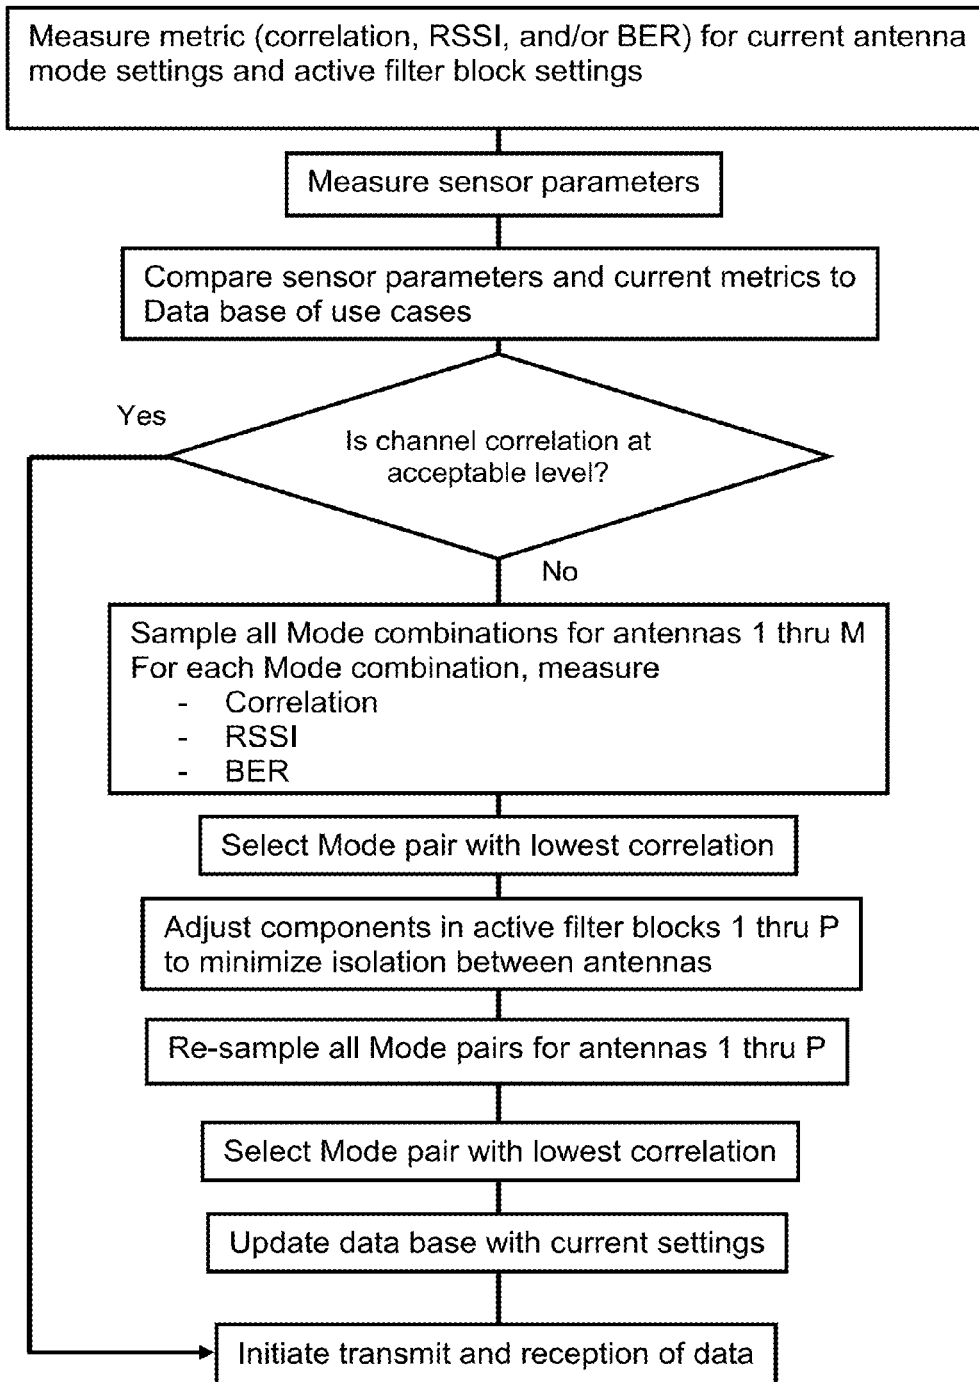 Measure metric (correlation, RSSI, and/or BER) for current antenna
mode settings and active filter block settings
Measure sensor parameters
Compare sensor parameters and current metrics to
Data base of use cases
Yes
Is channel correlation at
acceptable level?
No
Sample all Mode combinations for antennas 1 thru M
For each Mode combination, measure
- Correlation
- RSSI
- BER
Select Mode pair with lowest correlation
Adjust components in active filter blocks 1 thru P
to minimize isolation between antennas
Re-sample all Mode pairs for antennas 1 thru P
Select Mode pair with lowest correlation
Update data base with current settings
Initiate transmit and reception of data